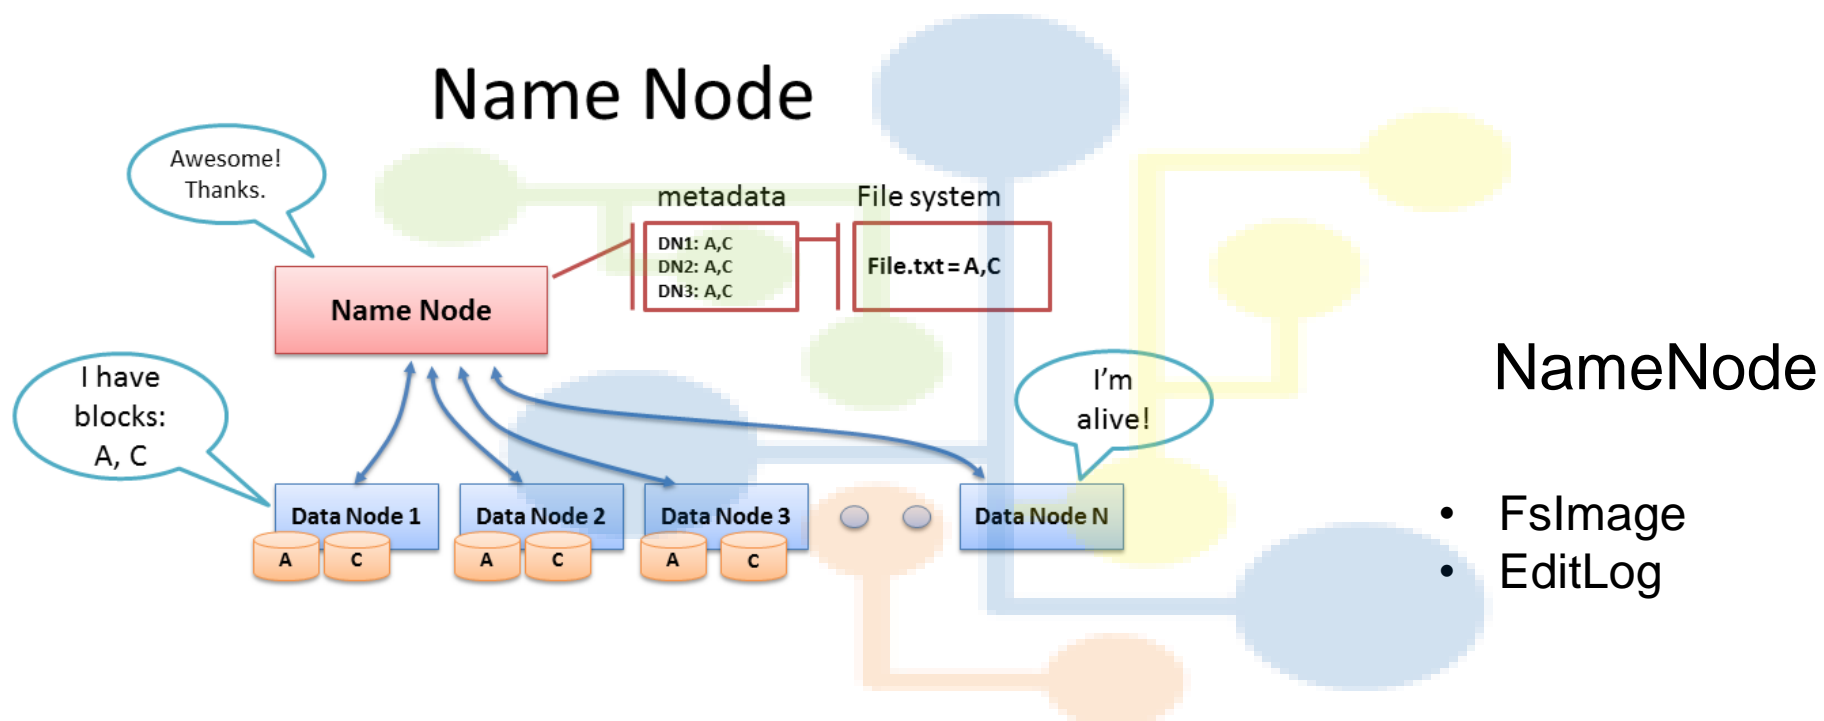 Name Node
Awesome!
Thanks.
metadata
File system
DN1: A,C
DN2: A,C
DN3: A,C
File.txt = A,C
Name Node
I have
blocks:
A, C
I'm
alive!
NameNode
Data Node 1
Data Node 2
Data Node 3
Data Node N
A
C
A
C
A
C
• FsImage
• EditLog